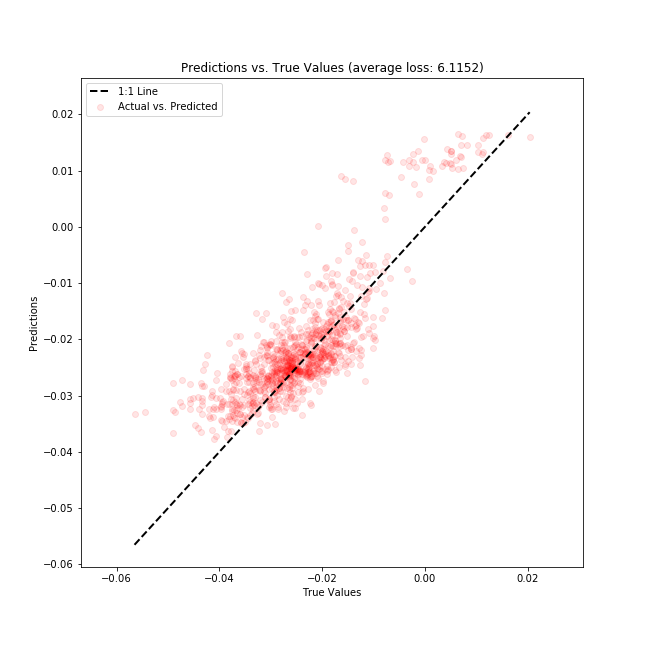 Predictions vs. True Values (average loss: 6.1152)
1:1 Line
Actual vs. Predicted
0.02
0.01
0.00
−0.01
−0.02
−0.03
−0.04
−0.05
−0.06
Predictions
−0.06 −0.04 −0.02 0.00 0.02
True Values